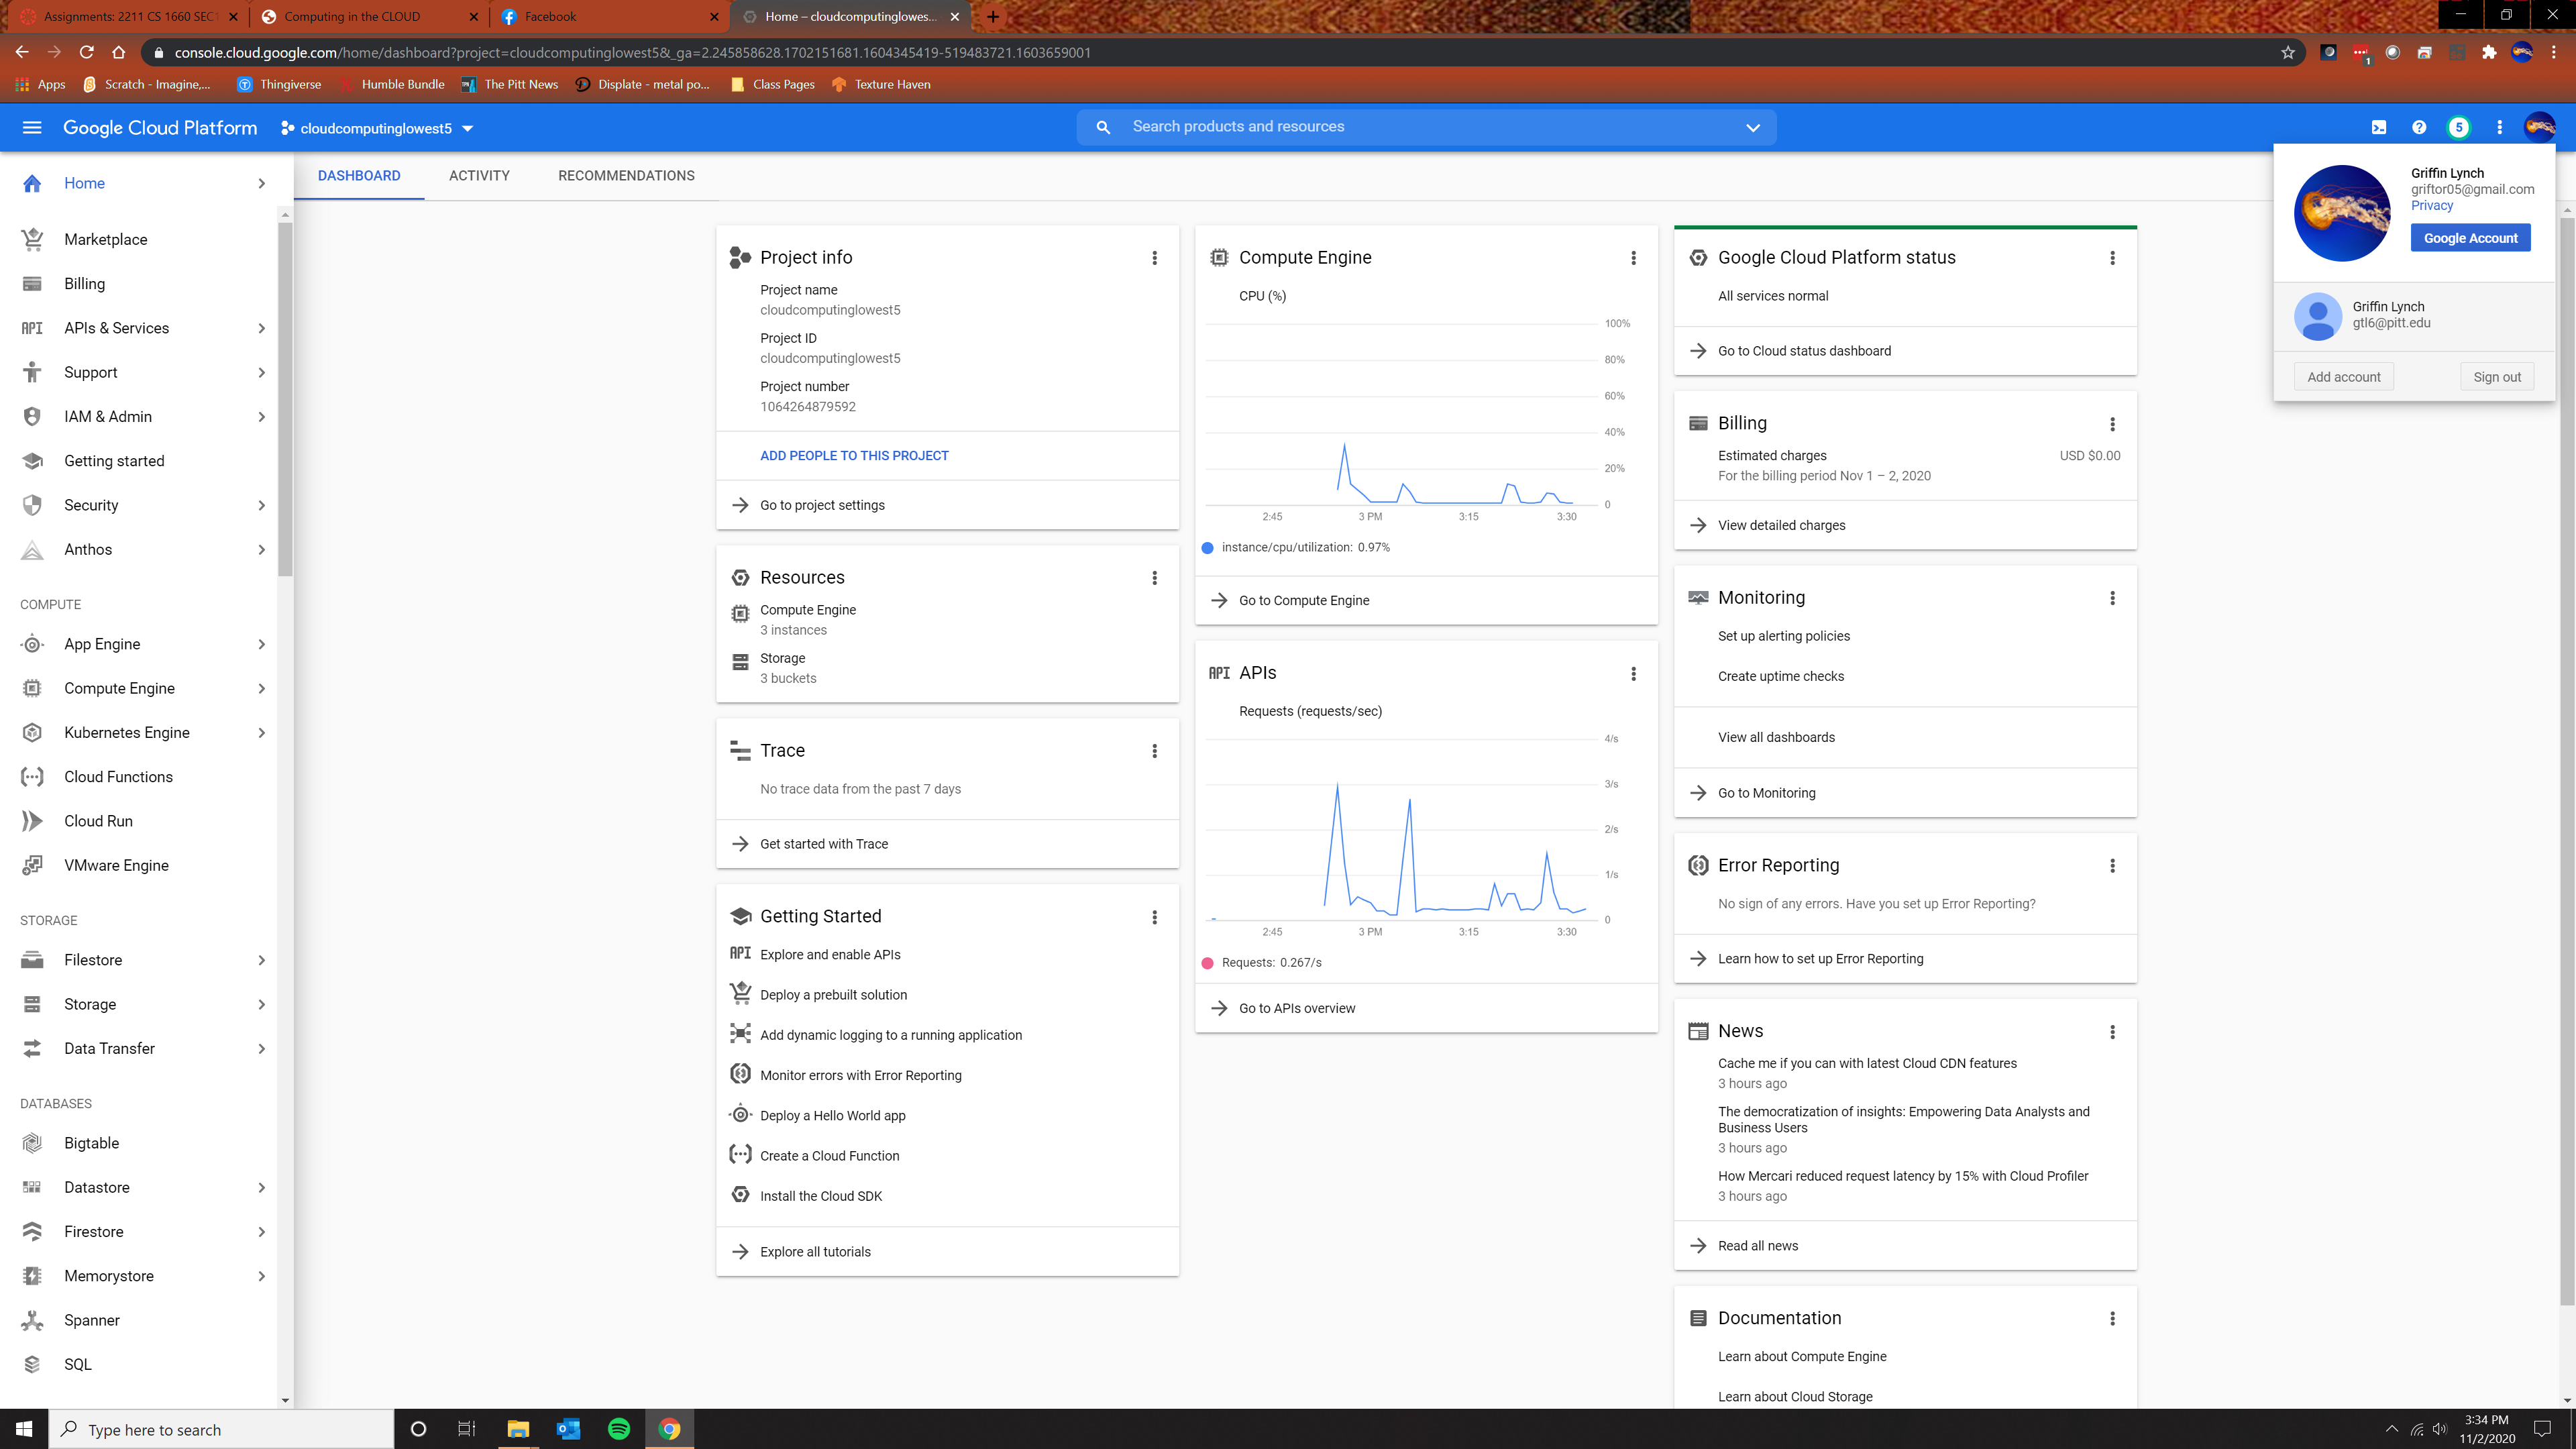 Assignments: 2211 CS 1660 SEC1
Computing in the CLOUD
Facebook
Home – cloudcomputinglowes...
console.cloud.google.com/home/dashboard?project=cloudcomputinglowest5&_ga=2.245858628.1702151681.1604345419-519483721.1603659001
1
Apps
Scratch - Imagine,...
Thingiverse
Humble Bundle
The Pitt News
Displate - metal po...
Class Pages
Texture Haven
Google Cloud Platform
cloudcomputinglowest5
Search products and resources
5
Home
Marketplace
Billing
API APIs & Services
Support
IAM & Admin
Getting started
Security
Anthos
COMPUTE
App Engine
Compute Engine
Kubernetes Engine
Cloud Functions
Cloud Run
VMware Engine
STORAGE
Filestore
Storage
Data Transfer
DATABASES
Bigtable
Datastore
Firestore
Memorystore
Spanner
SQL
DASHBOARD
ACTIVITY
RECOMMENDATIONS
Project info
Project name
cloudcomputinglowest5
Project ID
cloudcomputinglowest5
Project number
1064264879592
ADD PEOPLE TO THIS PROJECT
Go to project settings
Resources
Compute Engine
3 instances
Storage
3 buckets
Trace
No trace data from the past 7 days
Get started with Trace
Getting Started
API Explore and enable APIs
Deploy a prebuilt solution
Add dynamic logging to a running application
Monitor errors with Error Reporting
Deploy a Hello World app
Create a Cloud Function
Install the Cloud SDK
Explore all tutorials
Compute Engine
CPU (%)
100%
80%
60%
40%
20%
0
2:45
3 PM
3:15
3:30
instance/cpu/utilization: 0.97%
Go to Compute Engine
API APIs
Requests (requests/sec)
4/s
3/s
2/s
1/s
0
2:45
3 PM
3:15
3:30
Requests: 0.267/s
Go to APIs overview
Google Cloud Platform status
All services normal
Go to Cloud status dashboard
Billing
Estimated charges
USD $0.00
For the billing period Nov 1 – 2, 2020
View detailed charges
Monitoring
Set up alerting policies
Create uptime checks
View all dashboards
Go to Monitoring
Error Reporting
No sign of any errors. Have you set up Error Reporting?
Learn how to set up Error Reporting
News
Cache me if you can with latest Cloud CDN features
3 hours ago
The democratization of insights: Empowering Data Analysts and
Business Users
3 hours ago
How Mercari reduced request latency by 15% with Cloud Profiler
3 hours ago
Read all news
Documentation
Learn about Compute Engine
Learn about Cloud Storage
Griffin Lynch
griftor05@gmail.com
Privacy
Google Account
Griffin Lynch
gtl6@pitt.edu
Add account
Sign out
Type here to search
3:34 PM
11/2/2020